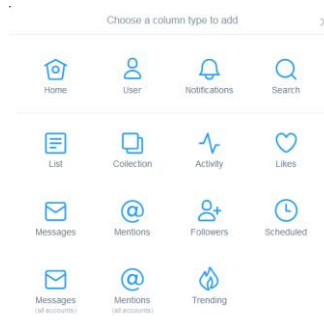 Choose a column type to add
Home User Notifications Search
List Collection Activity Likes
Messages Mentions Followers Scheduled
Messages Mentions Trending
(all accounts) (all accounts)